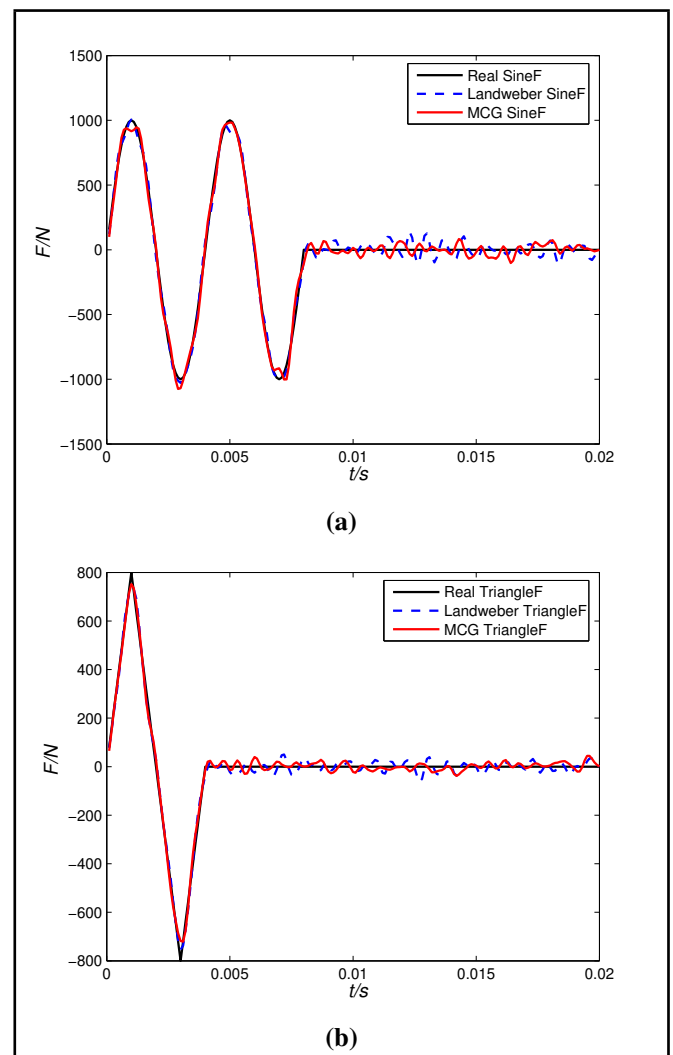 1500
1000
500
0
−500
−1000
−1500
F/N
Real SineF
Landweber SineF
MCG SineF
0
0.005
0.01
0.015
0.02
t/s
(a)
800
600
400
200
0
−200
−400
−600
−800
F/N
Real TriangleF
Landweber TriangleF
MCG TriangleF
0
0.005
0.01
0.015
0.02
t/s
(b)